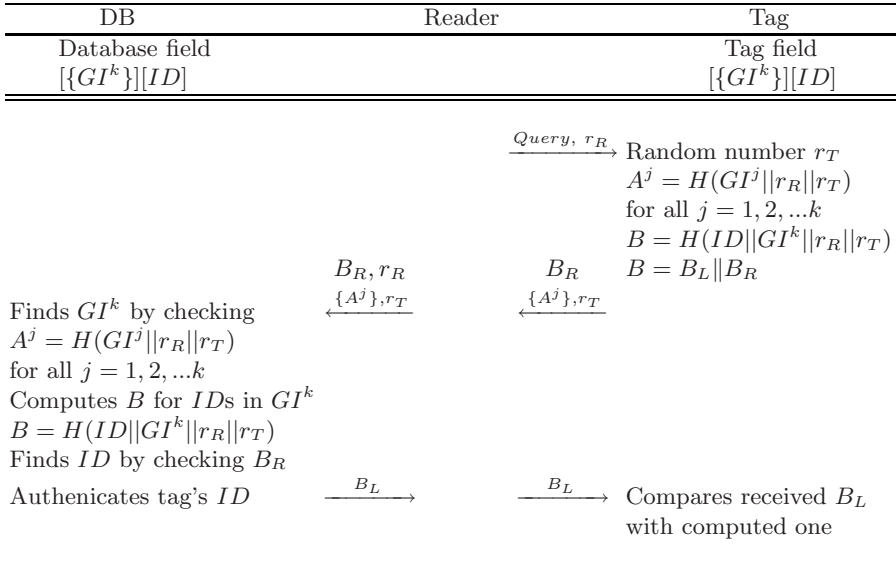 DB Reader Tag
Database field Tag field
[{GI^k}][ID] [{GI^k}][ID]
Query, r_R Random number r_T
A^j = H(GI^j||r_R||r_T)
for all j = 1, 2, ...k
B = H(ID||GI^k||r_R||r_T)
B_R, r_R B_R B = B_L‖B_R
Finds GI^k by checking {A^j},r_T {A^j},r_T
A^j = H(GI^j||r_R||r_T)
for all j = 1, 2, ...k
Computes B for IDs in GI^k
B = H(ID||GI^k||r_R||r_T)
Finds ID by checking B_R
Authenicates tag's ID B_L B_L Compares received B_L
with computed one